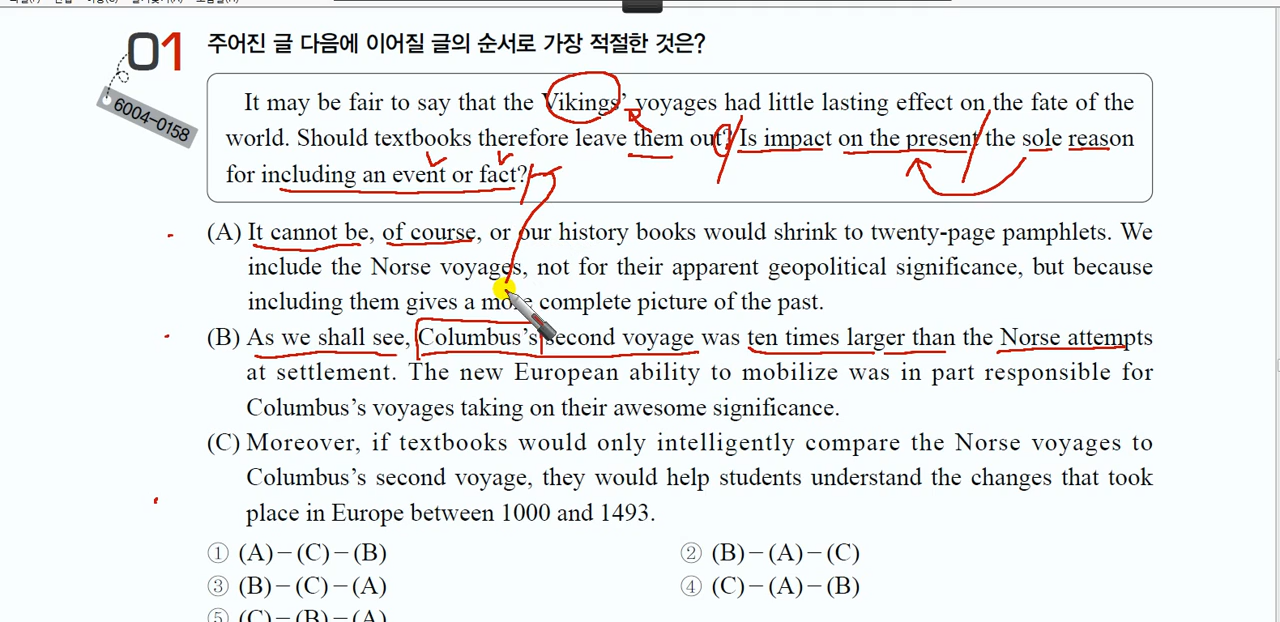 01 주어진 글 다음에 이어질 글의 순서로 가장 적절한 것은?
6004-0158
It may be fair to say that the Vikings' voyages had little lasting effect on the fate of the
world. Should textbooks therefore leave them out? Is impact on the present the sole reason
for including an event or fact?
(A) It cannot be, of course, or our history books would shrink to twenty-page pamphlets. We
include the Norse voyages, not for their apparent geopolitical significance, but because
including them gives a more complete picture of the past.
(B) As we shall see, Columbus's second voyage was ten times larger than the Norse attempts
at settlement. The new European ability to mobilize was in part responsible for
Columbus's voyages taking on their awesome significance.
(C) Moreover, if textbooks would only intelligently compare the Norse voyages to
Columbus's second voyage, they would help students understand the changes that took
place in Europe between 1000 and 1493.
① (A)-(C)-(B) ② (B)-(A)-(C)
③ (B)-(C)-(A) ④ (C)-(A)-(B)
⑤ (C)-(B)-(A)